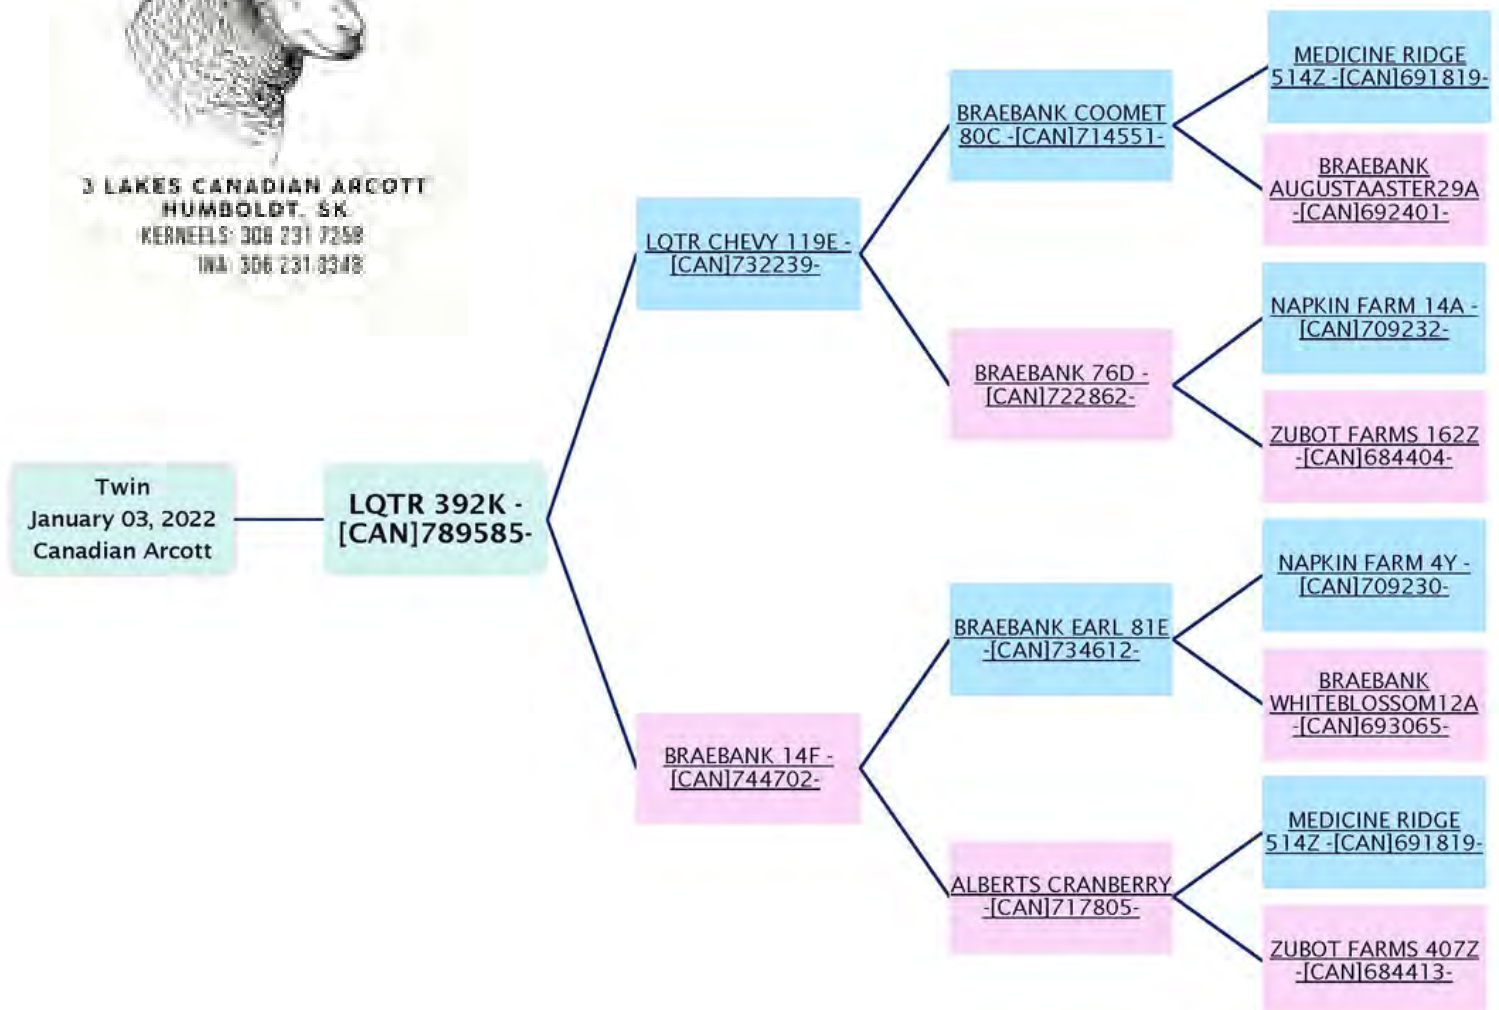 3 LAKES CANADIAN ARCOTT
HUMBOLDT, SK
KERNEELS: 306 231 7258
INA: 306 231 8348
Twin
January 03, 2022
Canadian Arcott
LQTR 392K -
[CAN]789585-
LQTR CHEVY 119E -
[CAN]732239-
BRAEBANK 14F -
[CAN]744702-
BRAEBANK COOMET
80C -[CAN]714551-
BRAEBANK 76D -
[CAN]722862-
BRAEBANK EARL 81E
-[CAN]734612-
ALBERTS CRANBERRY
-[CAN]717805-
MEDICINE RIDGE
514Z -[CAN]691819-
BRAEBANK
AUGUSTAASTER29A
-[CAN]692401-
NAPKIN FARM 14A -
[CAN]709232-
ZUBOT FARMS 162Z
-[CAN]684404-
NAPKIN FARM 4Y -
[CAN]709230-
BRAEBANK
WHITEBLOSSOM12A
-[CAN]693065-
MEDICINE RIDGE
514Z -[CAN]691819-
ZUBOT FARMS 407Z
-[CAN]684413-